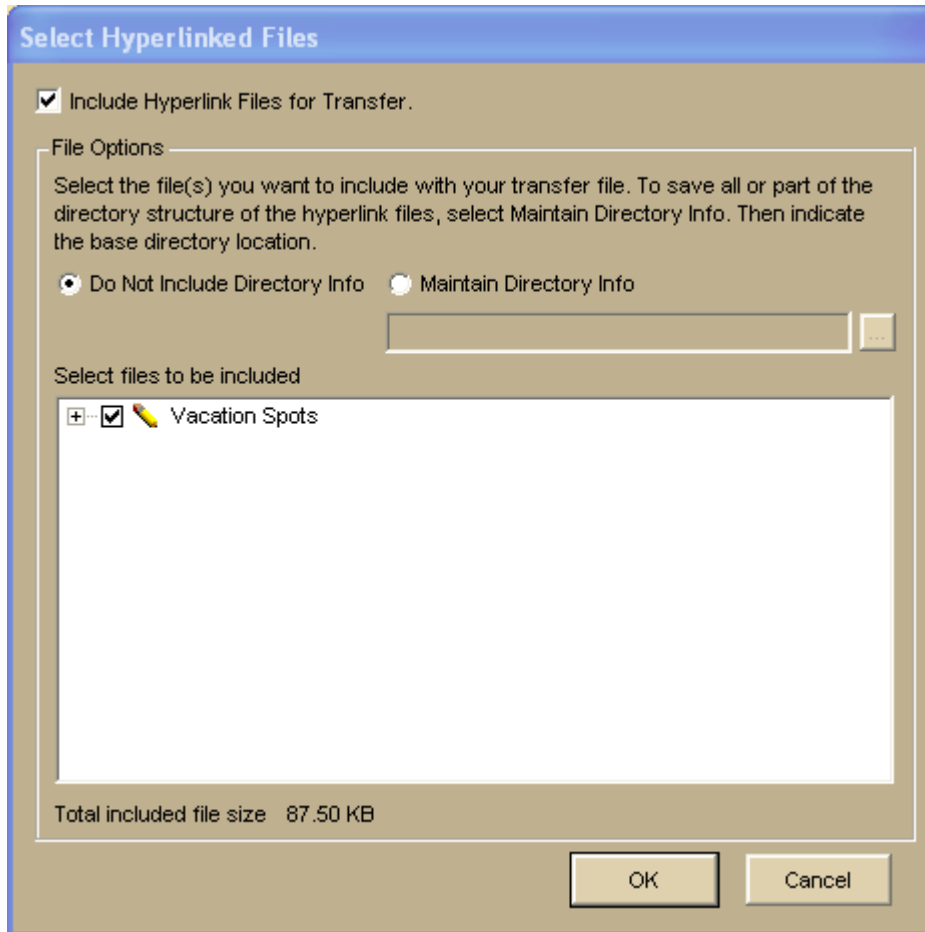 Select Hyperlinked Files
Include Hyperlink Files for Transfer.
File Options
Select the file(s) you want to include with your transfer file. To save all or part of the
directory structure of the hyperlink files, select Maintain Directory Info. Then indicate
the base directory location.
Do Not Include Directory Info Maintain Directory Info
...
Select files to be included
Vacation Spots
Total included file size 87.50 KB
OK Cancel